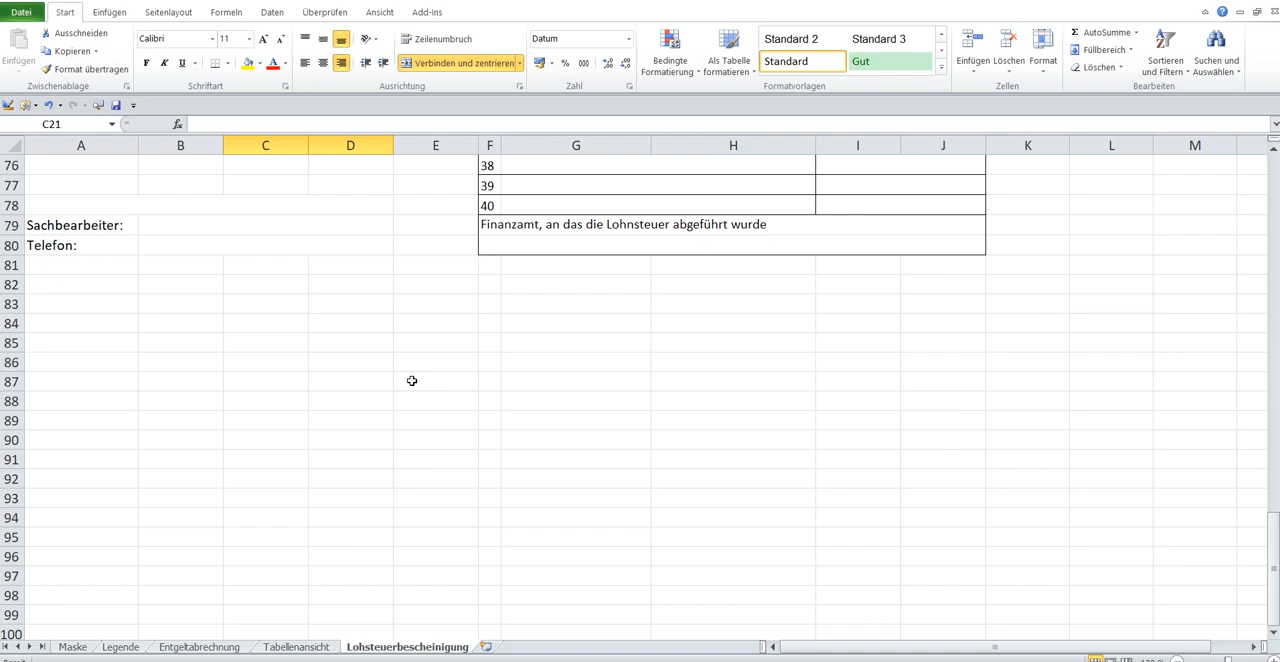 Datei Start Einfügen Seitenlayout Formeln Daten Überprüfen Ansicht Add-Ins
Ausschneiden Calibri 11 Zeilenumbruch Datum Standard 2 Standard 3 AutoSumme
Einfügen Kopieren F K U Verbinden und zentrieren % 000 Bedingte Formatierung Als Tabelle formatieren Standard Gut Einfügen Löschen Format Füllbereich Sortieren und Filtern Suchen und Auswählen
Format übertragen Löschen
Zwischenablage Schriftart Ausrichtung Zahl Formatvorlagen Zellen Bearbeiten
C21 fx
A B C D E F G H I J K L M
76 38
77 39
78 40
79 Sachbearbeiter: Finanzamt, an das die Lohnsteuer abgeführt wurde
80 Telefon:
81
82
83
84
85
86
87
88
89
90
91
92
93
94
95
96
97
98
99
100
Maske Legende Entgeltabrechnung Tabellenansicht Lohsteuerbescheinigung